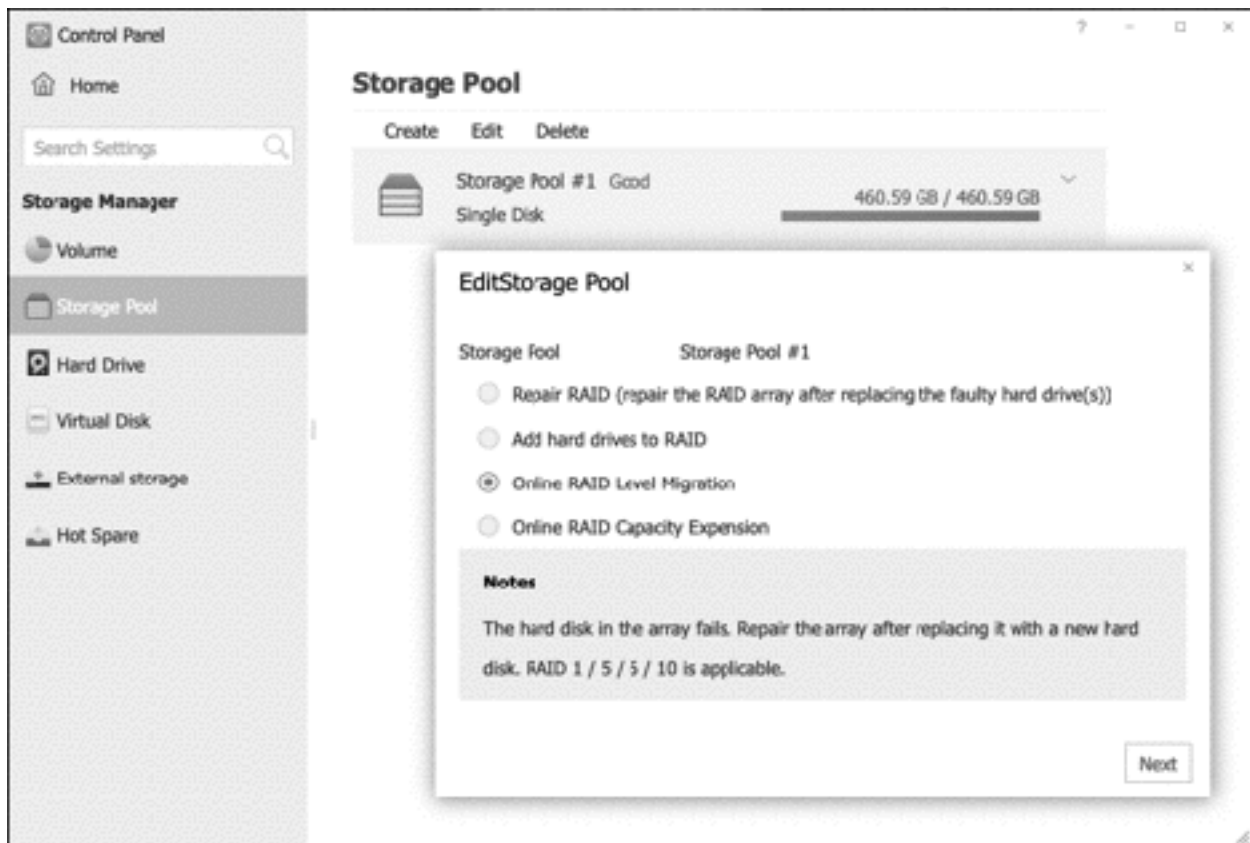 Control Panel
Home
Search Settings
Storage Manager
Volume
Storage Pool
Hard Drive
Virtual Disk
External storage
Hot Spare
?
Storage Pool
Create Edit Delete
Storage Pool #1 Good
460.59 GB / 460.59 GB
Single Disk
EditStorage Pool
Storage Pool Storage Pool #1
Repair RAID (repair the RAID array after replacing the faulty hard drive(s))
Add hard drives to RAID
Online RAID Level Migration
Online RAID Capacity Expension
Notes
The hard disk in the array fails. Repair the array after replacing it with a new hard
disk. RAID 1 / 5 / / 10 is applicable.
Next